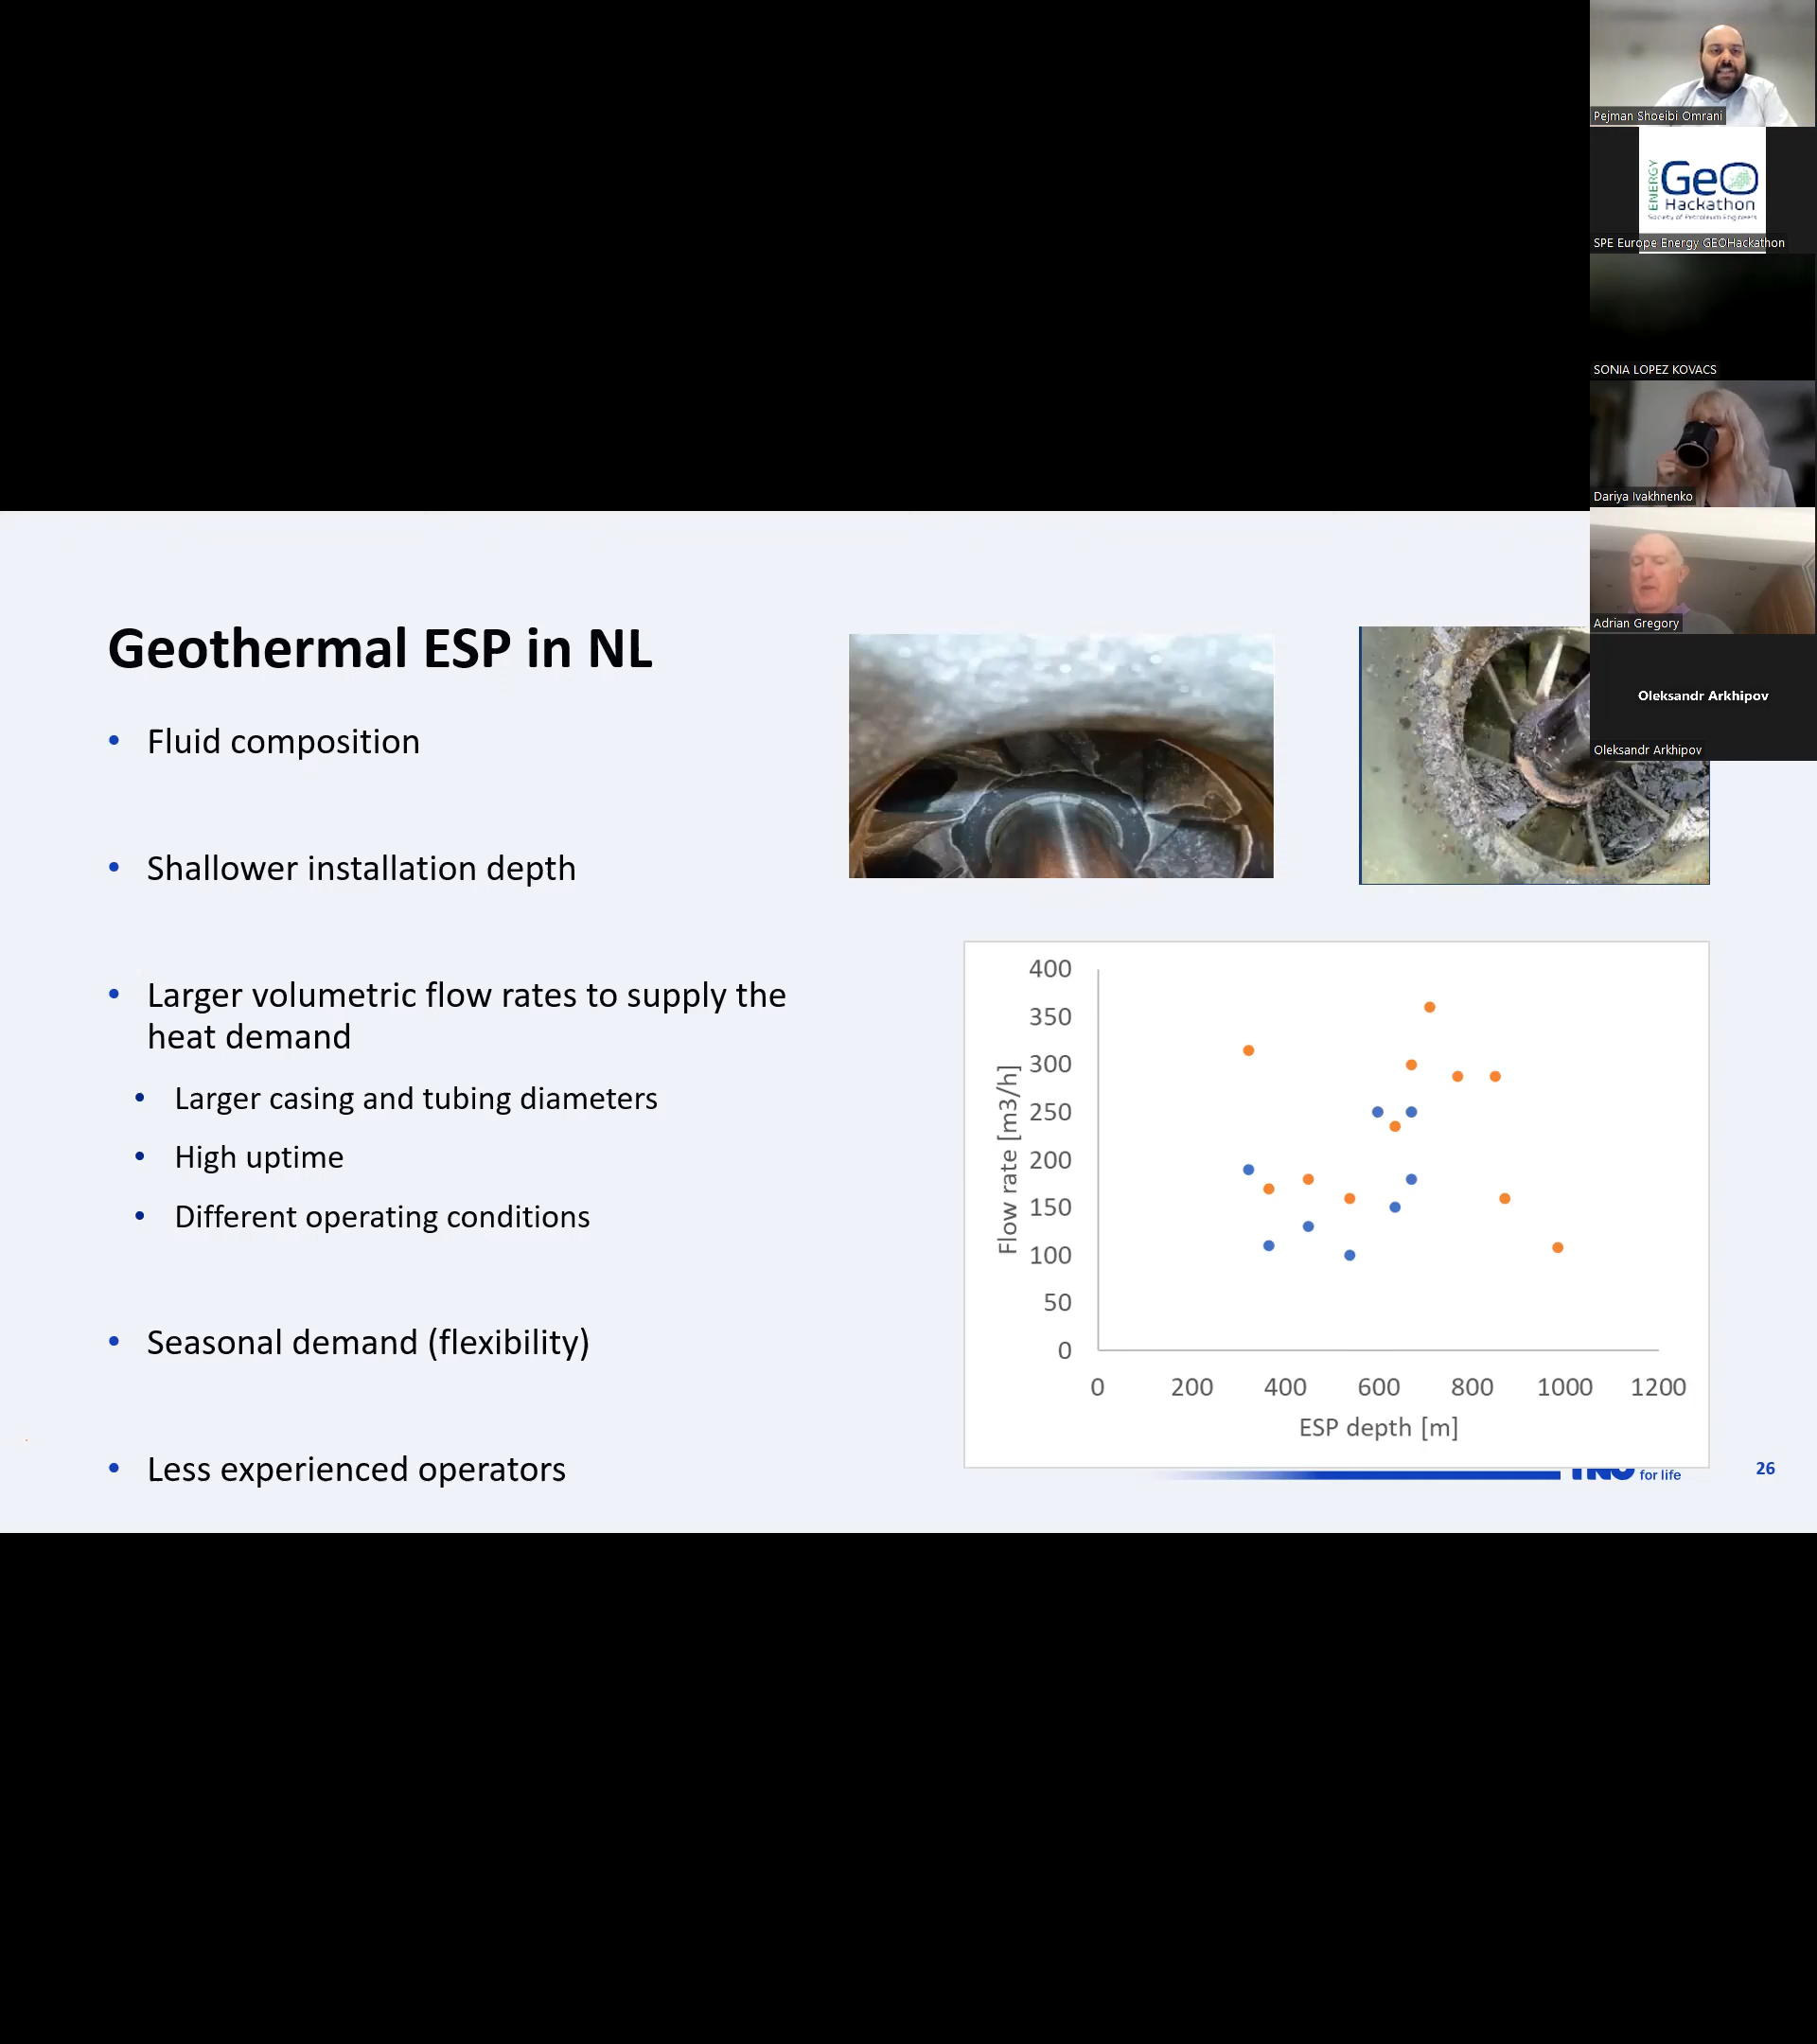 Pejman Shoeibi Omrani
ENERGY
GeO
Hackathon
Society of Petroleum Engineers
SPE Europe Energy GEOHackathon
SONIA LOPEZ KOVACS
Dariya Ivakhnenko
Adrian Gregory
Oleksandr Arkhipov
Oleksandr Arkhipov
Geothermal ESP in NL
• Fluid composition
• Shallower installation depth
• Larger volumetric flow rates to supply the
heat demand
• Larger casing and tubing diameters
• High uptime
• Different operating conditions
• Seasonal demand (flexibility)
• Less experienced operators
400
350
300
250
200
150
100
50
0
Flow rate [m3/h]
0 200 400 600 800 1000 1200
ESP depth [m]
for life
26